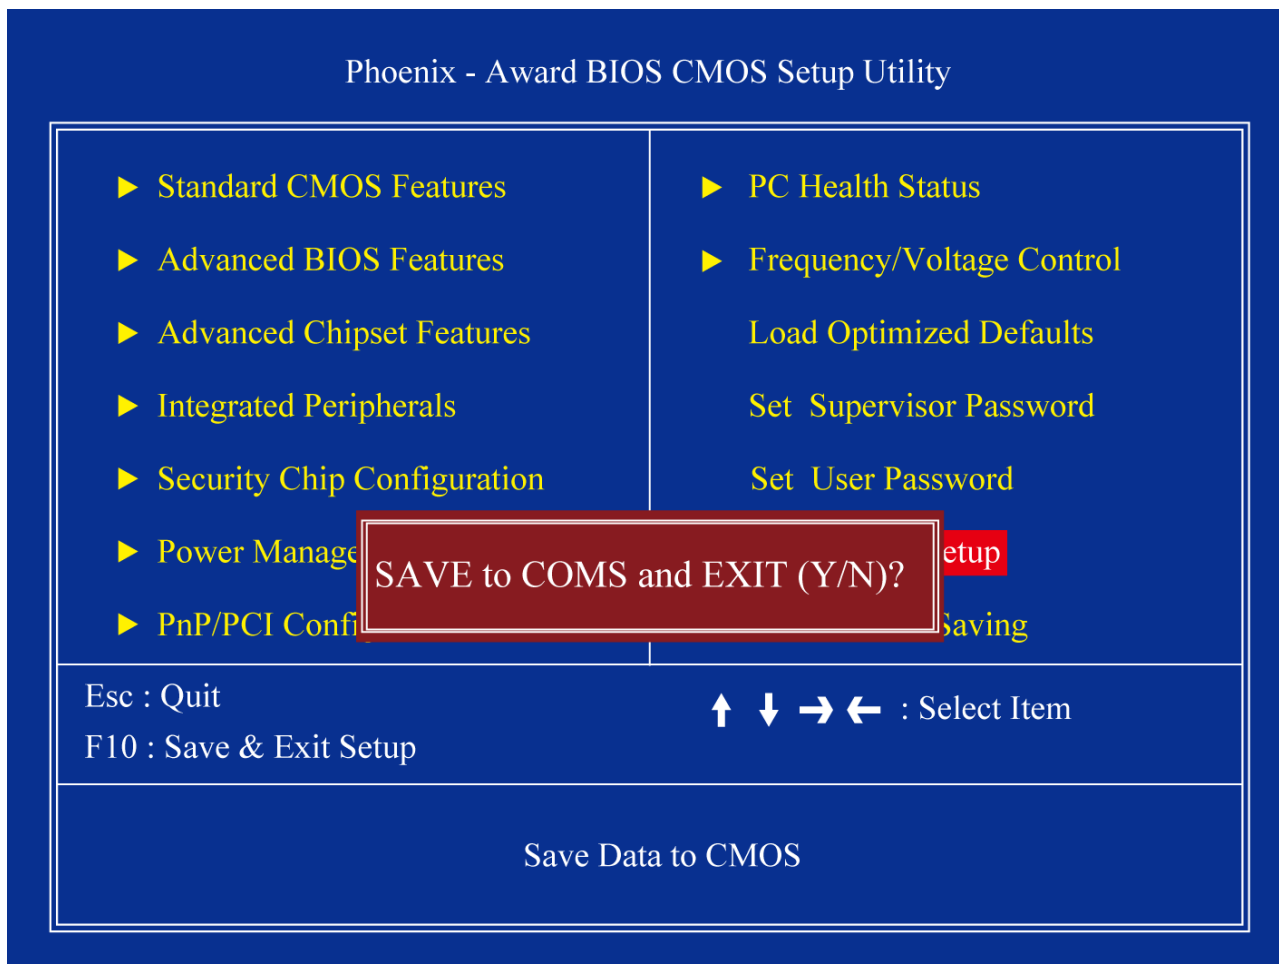 Phoenix - Award BIOS CMOS Setup Utility
Standard CMOS Features
Advanced BIOS Features
Advanced Chipset Features
Integrated Peripherals
Security Chip Configuration
Power Manage
PnP/PCI Confi
PC Health Status
Frequency/Voltage Control
Load Optimized Defaults
Set Supervisor Password
Set User Password
etup
Saving
SAVE to COMS and EXIT (Y/N)?
Esc : Quit
F10 : Save & Exit Setup
: Select Item
Save Data to CMOS